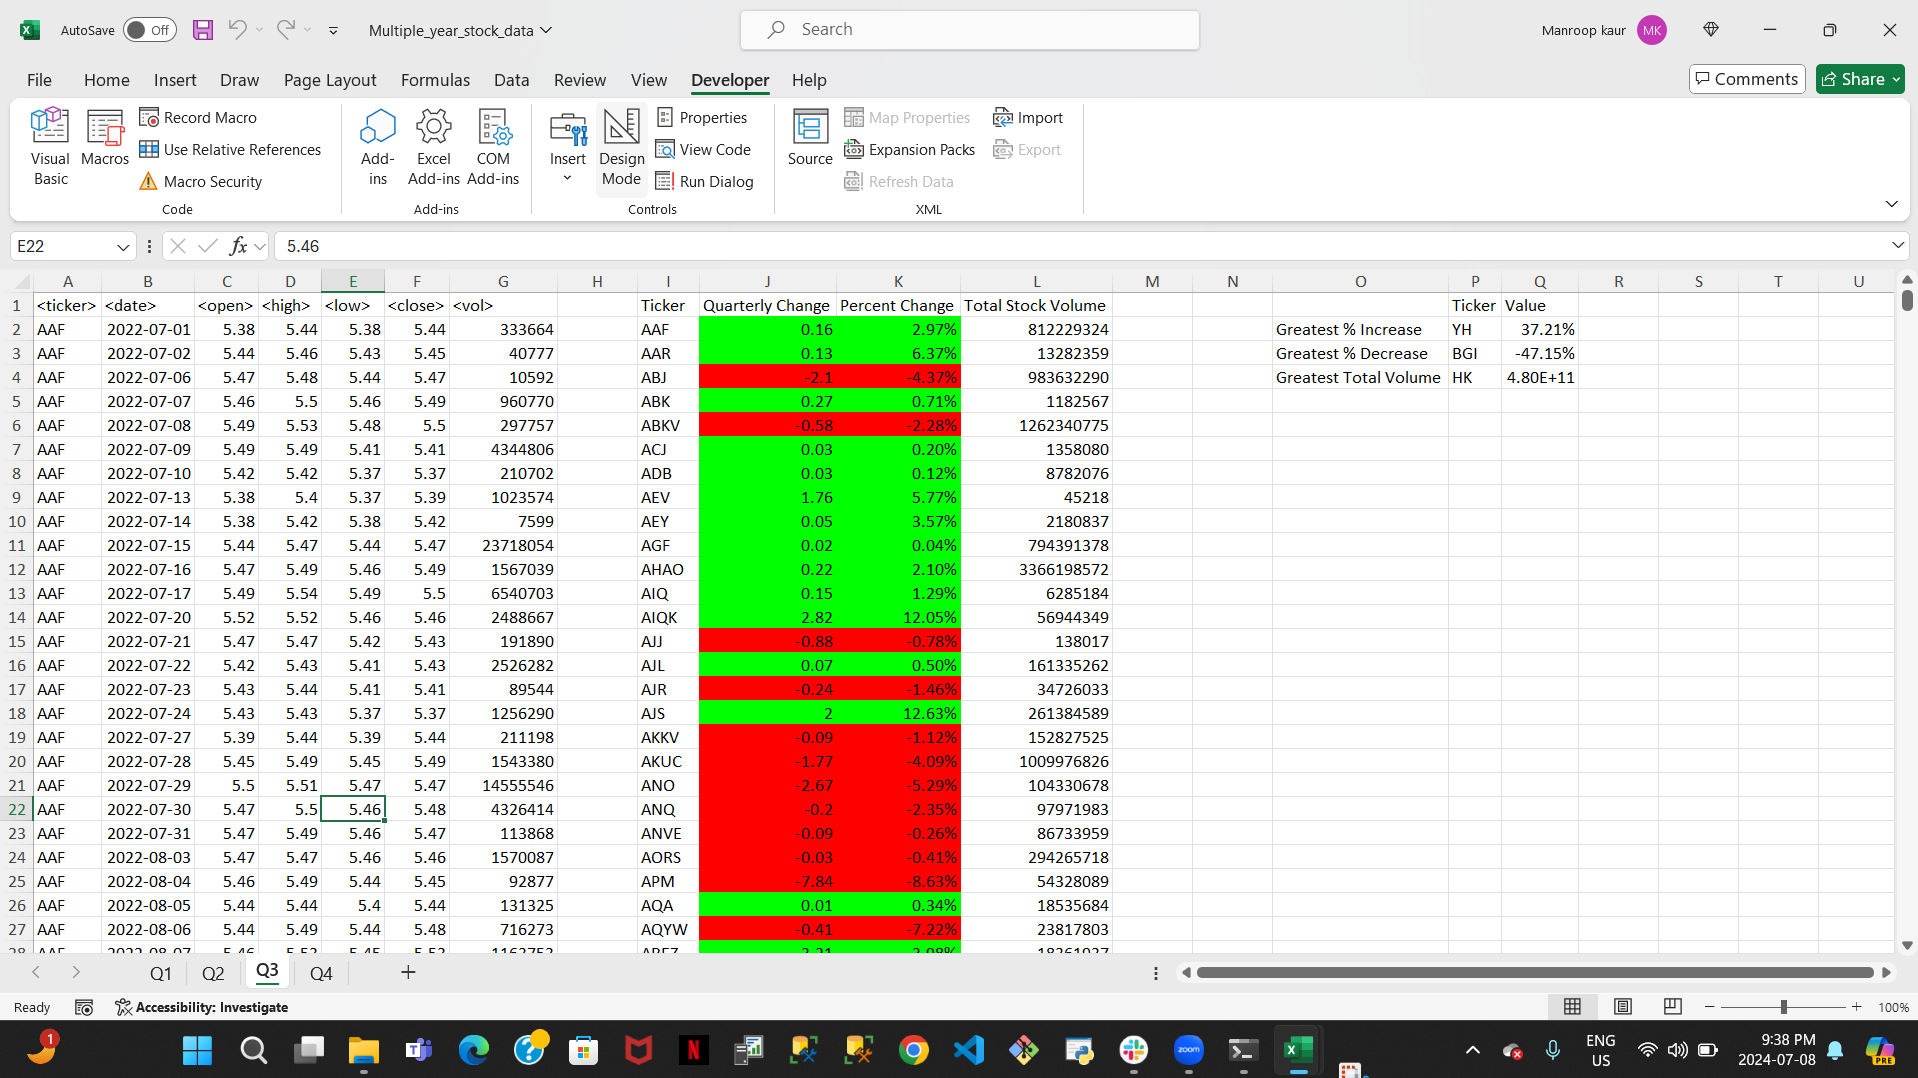 AutoSave Off Multiple_year_stock_data Search Manroop kaur MK
File Home Insert Draw Page Layout Formulas Data Review View Developer Help Comments Share
Visual Basic Macros Record Macro Use Relative References Macro Security Code
Add-ins Excel Add-ins COM Add-ins Add-ins
Insert Design Mode Properties View Code Run Dialog Controls
Source Map Properties Expansion Packs Refresh Data Import Export XML
E22 fx 5.46
A B C D E F G H I J K L M N O P Q R S T U
1 <ticker> <date> <open> <high> <low> <close> <vol> Ticker Quarterly Change Percent Change Total Stock Volume Ticker Value
2 AAF 2022-07-01 5.38 5.44 5.38 5.44 333664 AAF 0.16 2.97% 812229324 Greatest % Increase YH 37.21%
3 AAF 2022-07-02 5.44 5.46 5.43 5.45 40777 AAR 0.13 6.37% 13282359 Greatest % Decrease BGI -47.15%
4 AAF 2022-07-06 5.47 5.48 5.44 5.47 10592 ABJ -2.1 -4.37% 983632290 Greatest Total Volume HK 4.80E+11
5 AAF 2022-07-07 5.46 5.5 5.46 5.49 960770 ABK 0.27 0.71% 1182567
6 AAF 2022-07-08 5.49 5.53 5.48 5.5 297757 ABKV -0.58 -2.28% 1262340775
7 AAF 2022-07-09 5.49 5.49 5.41 5.41 4344806 ACJ 0.03 0.20% 1358080
8 AAF 2022-07-10 5.42 5.42 5.37 5.37 210702 ADB 0.03 0.12% 8782076
9 AAF 2022-07-13 5.38 5.4 5.37 5.39 1023574 AEV 1.76 5.77% 45218
10 AAF 2022-07-14 5.38 5.42 5.38 5.42 7599 AEY 0.05 3.57% 2180837
11 AAF 2022-07-15 5.44 5.47 5.44 5.47 23718054 AGF 0.02 0.04% 794391378
12 AAF 2022-07-16 5.47 5.49 5.46 5.49 1567039 AHAO 0.22 2.10% 3366198572
13 AAF 2022-07-17 5.49 5.54 5.49 5.5 6540703 AIQ 0.15 1.29% 6285184
14 AAF 2022-07-20 5.52 5.52 5.46 5.46 2488667 AIQK 2.82 12.05% 56944349
15 AAF 2022-07-21 5.47 5.47 5.42 5.43 191890 AJJ -0.88 -0.78% 138017
16 AAF 2022-07-22 5.42 5.43 5.41 5.43 2526282 AJL 0.07 0.50% 161335262
17 AAF 2022-07-23 5.43 5.44 5.41 5.41 89544 AJR -0.24 -1.46% 34726033
18 AAF 2022-07-24 5.43 5.43 5.37 5.37 1256290 AJS 2 12.63% 261384589
19 AAF 2022-07-27 5.39 5.44 5.39 5.44 211198 AKKV -0.09 -1.12% 152827525
20 AAF 2022-07-28 5.45 5.49 5.45 5.49 1543380 AKUC -1.77 -4.09% 1009976826
21 AAF 2022-07-29 5.5 5.51 5.47 5.47 14555546 ANO -2.67 -5.29% 104330678
22 AAF 2022-07-30 5.47 5.5 5.46 5.48 4326414 ANQ -0.2 -2.35% 97971983
23 AAF 2022-07-31 5.47 5.49 5.46 5.47 113868 ANVE -0.09 -0.26% 86733959
24 AAF 2022-08-03 5.47 5.47 5.46 5.46 1570087 AORS -0.03 -0.41% 294265718
25 AAF 2022-08-04 5.46 5.49 5.44 5.45 92877 APM -7.84 -8.63% 54328089
26 AAF 2022-08-05 5.44 5.44 5.4 5.44 131325 AQA 0.01 0.34% 18535684
27 AAF 2022-08-06 5.44 5.49 5.44 5.48 716273 AQYW -0.41 -7.22% 23817803
Q1 Q2 Q3 Q4
Ready Accessibility: Investigate 100%
1 zoom PRE ENG US 9:38 PM 2024-07-08